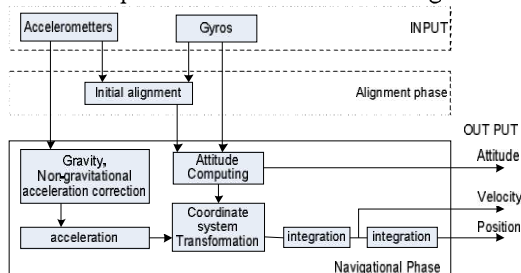 Accelerometters
Gyros
INPUT
Initial alignment
Alignment phase
OUT PUT
Gravity,
Non-gravitational
acceleration correction
Attitude
Computing
Attitude
Velocity
Coordinate
system
Transformation
acceleration
integration
integration
Position
Navigational Phase